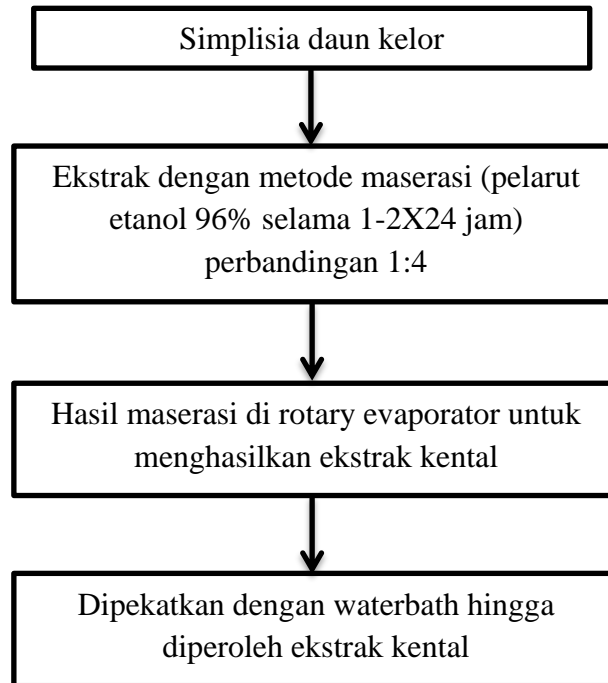 Simplisia daun kelor
Ekstrak dengan metode maserasi (pelarut
etanol 96% selama 1-2X24 jam)
perbandingan 1:4
Hasil maserasi di rotary evaporator untuk
menghasilkan ekstrak kental
Dipekatkan dengan waterbath hingga
diperoleh ekstrak kental